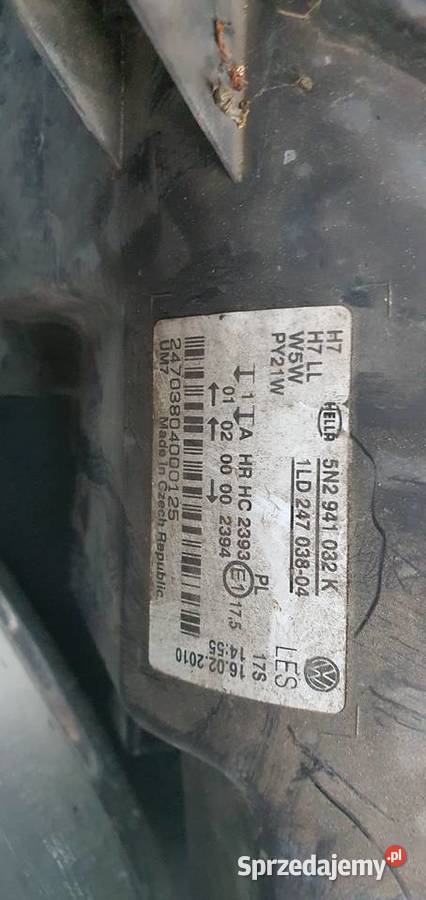 H7
H7 LL
W5W
PY21W
HELLA
5N2 941 032 K
1LD 247 038-04
LES
1 A HR HC 2393 PL
01 02 00 00 2394 E1 17,5
17S
24703804000125
UM7 Made in Czech Republic
16.02.2010
14:55
Sprzedajemy.pl